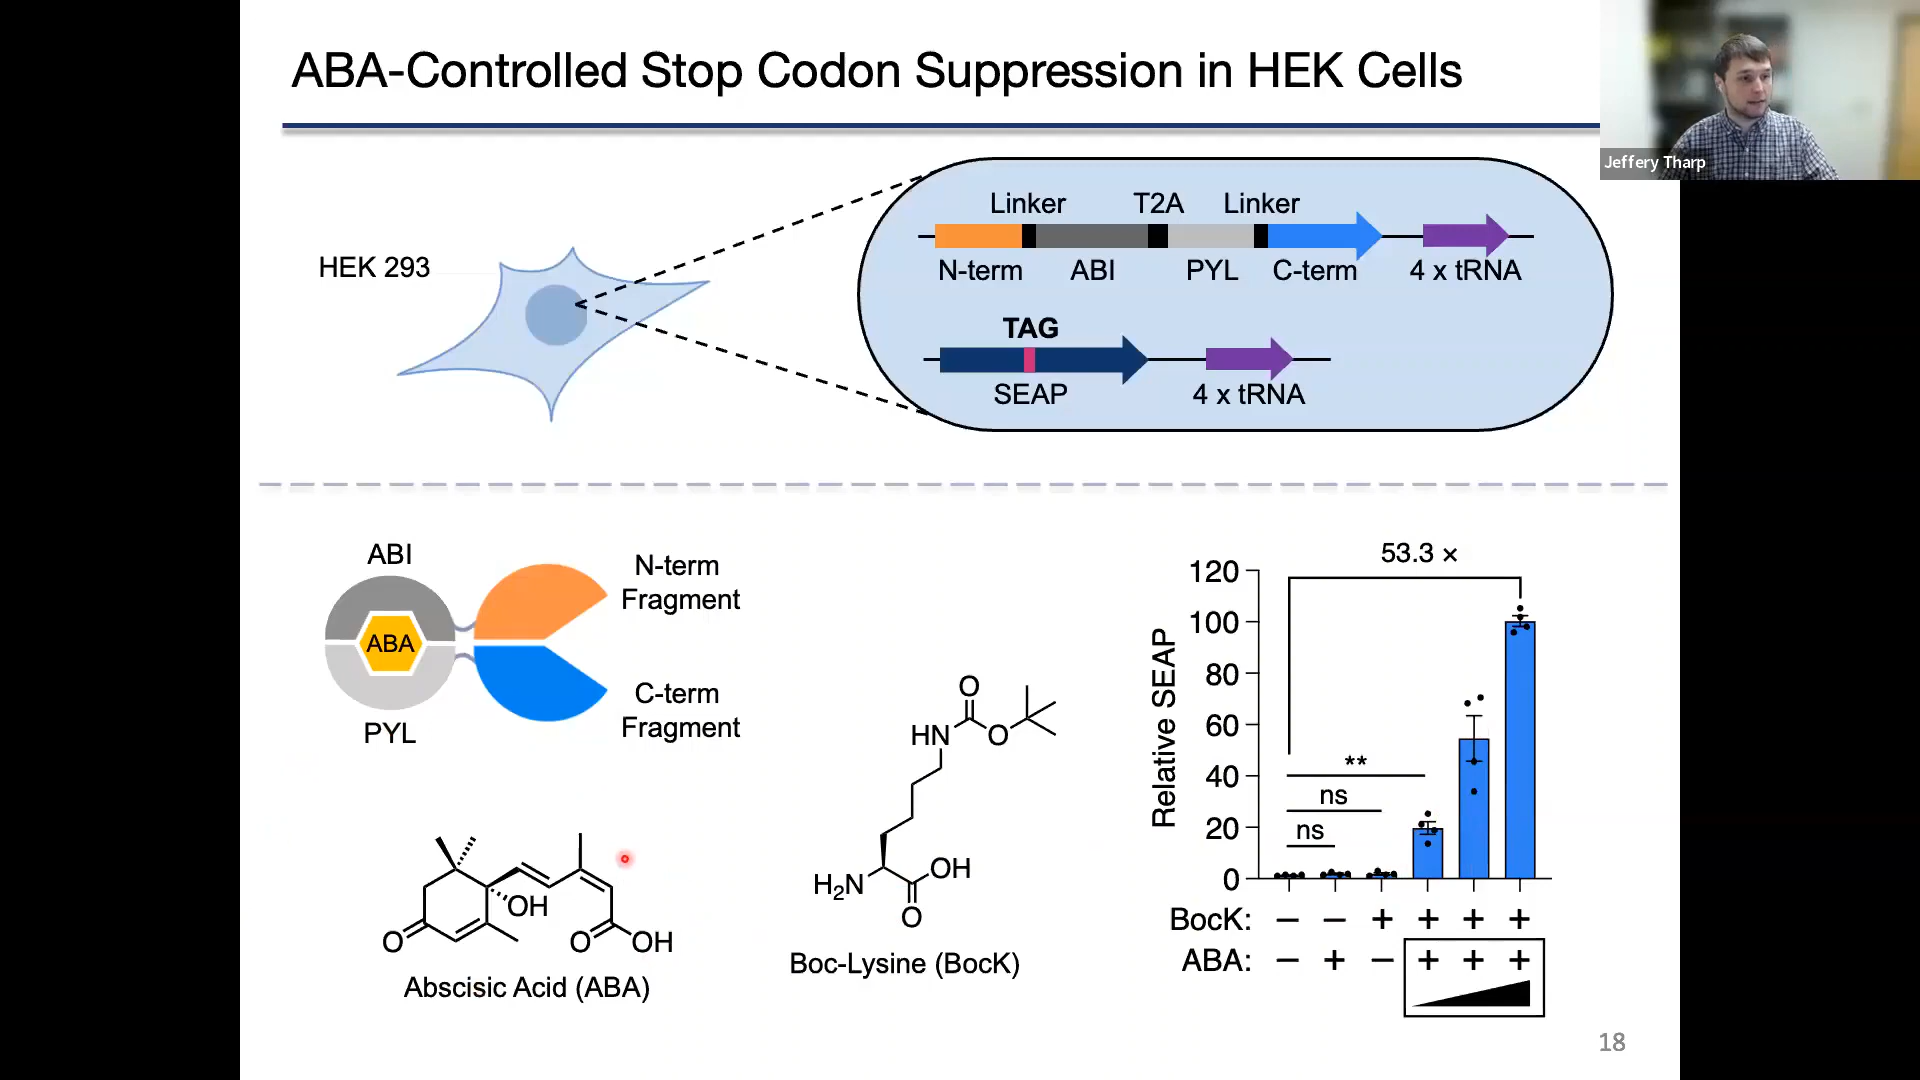 ABA-Controlled Stop Codon Suppression in HEK Cells
Jeffery Tharp
HEK 293
Linker T2A Linker
N-term ABI PYL C-term 4 x tRNA
TAG
SEAP 4 x tRNA
ABI
ABA
PYL
N-term
Fragment
C-term
Fragment
OH
O
O OH
Abscisic Acid (ABA)
O
HN O
H₂N OH
O
Boc-Lysine (BocK)
53.3 ×
Relative SEAP
120
100
80
60
40
20
0
**
ns
ns
BocK: − − + + + +
ABA: − + − + + +
18